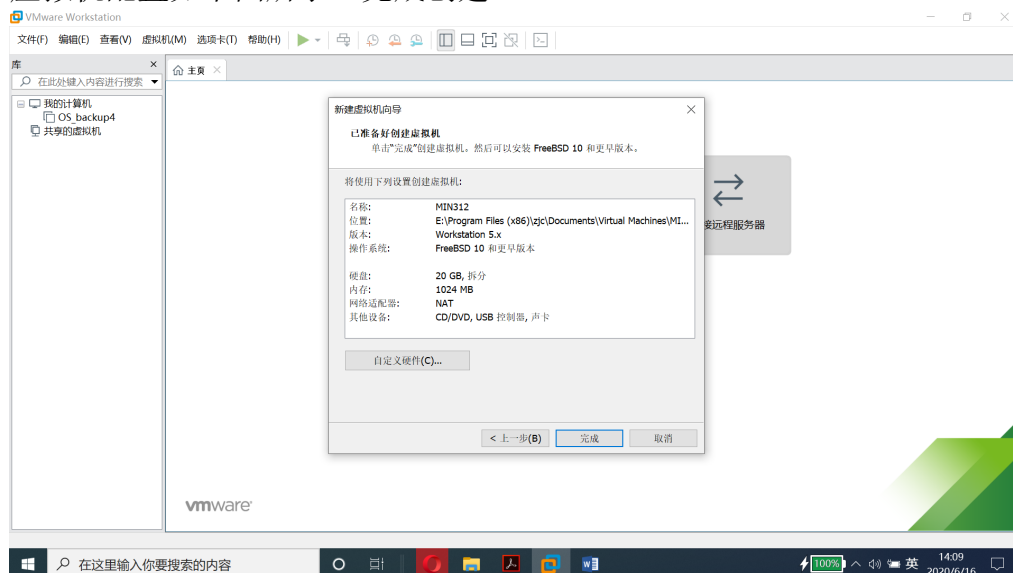 VMware Workstation
文件(F) 编辑(E) 查看(V) 虚拟机(M) 选项卡(T) 帮助(H)
库
主页
在此处键入内容进行搜索
我的计算机
OS_backup4
共享的虚拟机
新建虚拟机向导
已准备好创建虚拟机
单击"完成"创建虚拟机。然后可以安装 FreeBSD 10 和更早版本。
将使用下列设置创建虚拟机:
名称: MIN312
位置: E:\Program Files (x86)\zjc\Documents\Virtual Machines\MI...
版本: Workstation 5.x
操作系统: FreeBSD 10 和更早版本
硬盘: 20 GB, 拆分
内存: 1024 MB
网络适配器: NAT
其他设备: CD/DVD, USB 控制器, 声卡
自定义硬件(C)...
< 上一步(B) 完成 取消
接远程服务器
vmware
在这里输入你要搜索的内容
100%
英
14:09
2020/6/16